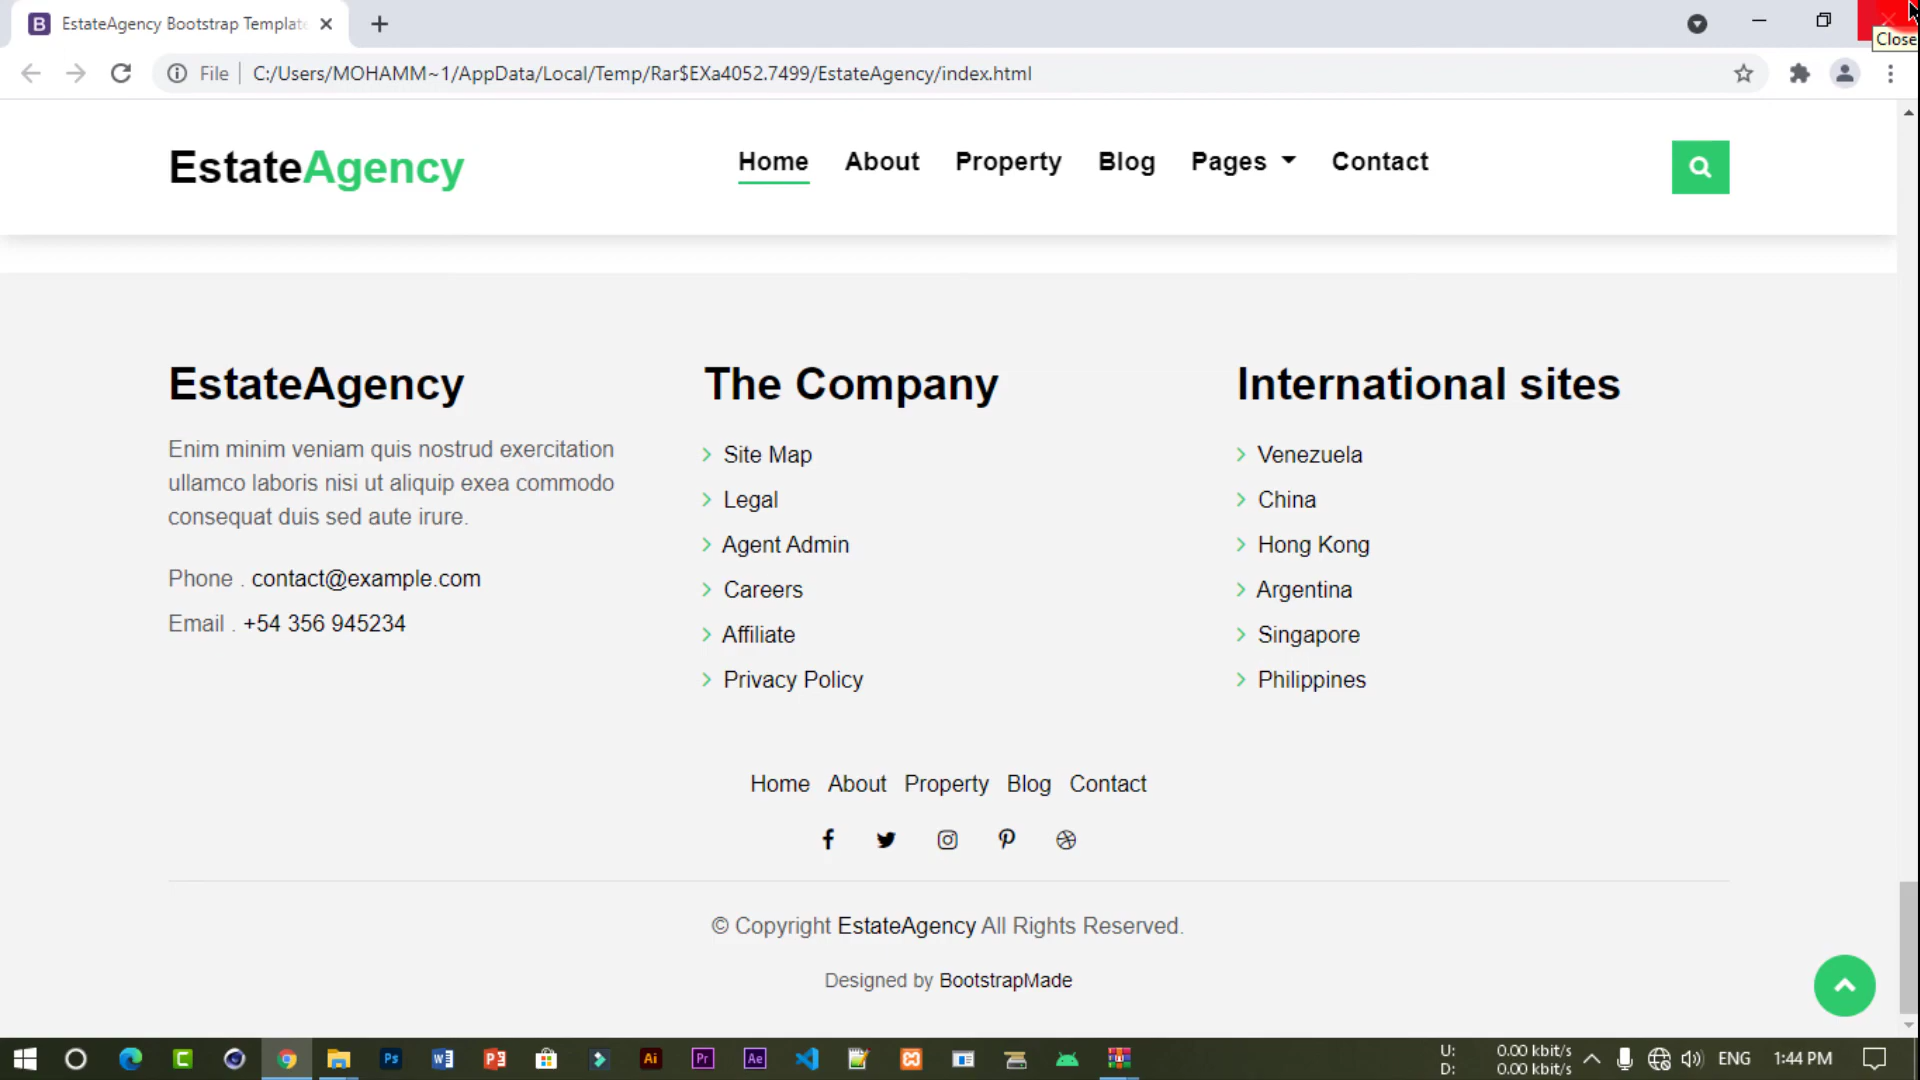 EstateAgency Bootstrap Template
Close
File
C:/Users/MOHAMM~1/AppData/Local/Temp/Rar$EXa4052.7499/EstateAgency/index.html
EstateAgency
Home About Property Blog Pages Contact
EstateAgency
Enim minim veniam quis nostrud exercitation
ullamco laboris nisi ut aliquip exea commodo
consequat duis sed aute irure.
Phone . contact@example.com
Email . +54 356 945234
The Company
Site Map
Legal
Agent Admin
Careers
Affiliate
Privacy Policy
International sites
Venezuela
China
Hong Kong
Argentina
Singapore
Philippines
Home About Property Blog Contact
© Copyright EstateAgency All Rights Reserved.
Designed by BootstrapMade
U: 0.00 kbit/s
D: 0.00 kbit/s
ENG
1:44 PM